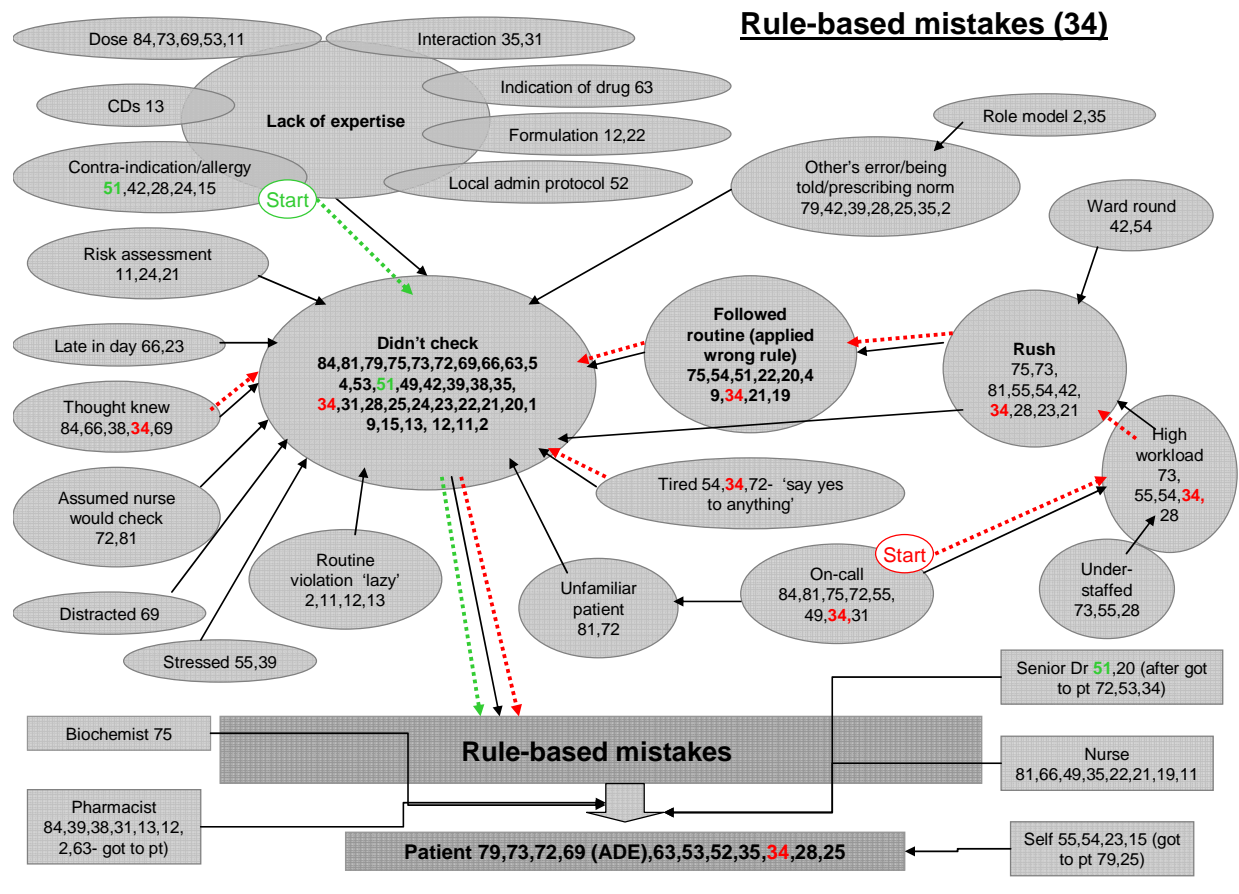 Rule-based mistakes (34)
Dose 84,73,69,53,11
Interaction 35,31
Indication of drug 63
CDs 13
Lack of expertise
Formulation 12,22
Role model 2,35
Contra-indication/allergy
51,42,28,24,15
Local admin protocol 52
Other's error/being
told/prescribing norm
79,42,39,28,25,35,2
Start
Ward round
42,54
Risk assessment
11,24,21
Didn't check
84,81,79,75,73,72,69,66,63,5
4,53,51,49,42,39,38,35,
34,31,28,25,24,23,22,21,20,1
9,15,13, 12,11,2
Followed
routine (applied
wrong rule)
75,54,51,22,20,4
9,34,21,19
Rush
75,73,
81,55,54,42,
34,28,23,21
Late in day 66,23
Thought knew
84,66,38,34,69
High
workload
73,
55,54,34,
28
Assumed nurse
would check
72,81
Tired 54,34,72- ‘say yes
to anything’
Start
Routine
violation ‘lazy’
2,11,12,13
Unfamiliar
patient
81,72
On-call
84,81,75,72,55,
49,34,31
Under-
staffed
73,55,28
Distracted 69
Stressed 55,39
Senior Dr 51,20 (after got
to pt 72,53,34)
Biochemist 75
Rule-based mistakes
Nurse
81,66,49,35,22,21,19,11
Pharmacist
84,39,38,31,13,12,
2,63- got to pt)
Patient 79,73,72,69 (ADE),63,53,52,35,34,28,25
Self 55,54,23,15 (got
to pt 79,25)